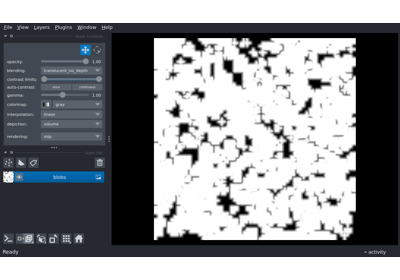 File View Layers Plugins Window Help
opacity: 1.00
blending: translucent_no_depth
contrast limits:
auto-contrast: once continuous
gamma: 1.00
colormap: gray
interpolation: linear
depiction: volume
rendering: mip
blobs
Ready activity